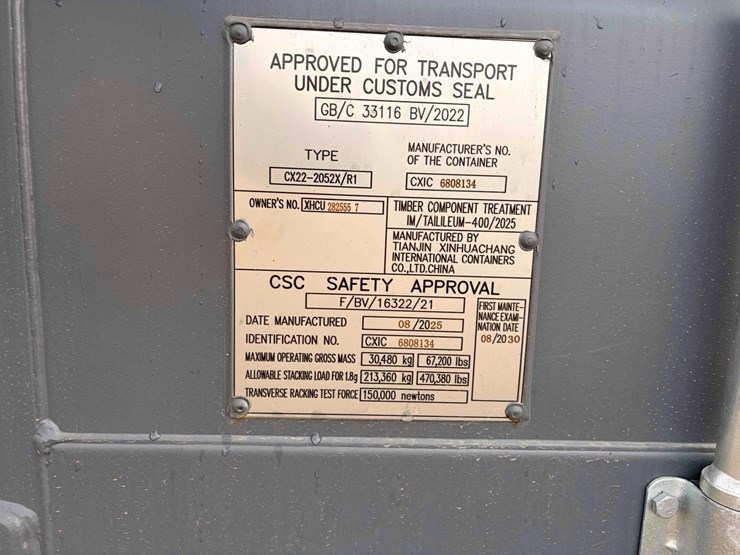 APPROVED FOR TRANSPORT
UNDER CUSTOMS SEAL
GB/C 33116 BV/2022
TYPE
CX22-2052X/R1
MANUFACTURER'S NO.
OF THE CONTAINER
CXIC 6808134
OWNER'S NO. XHCU 282555 7
TIMBER COMPONENT TREATMENT
IM/TAILILEUM-400/2025
MANUFACTURED BY
TIANJIN XINHUACHANG
INTERNATIONAL CONTAINERS
CO.,LTD.CHINA
CSC SAFETY APPROVAL
F/BV/16322/21
DATE MANUFACTURED 08/2025
IDENTIFICATION NO. CXIC 6808134
MAXIMUM OPERATING GROSS MASS 30,480 kg 67,200 lbs
ALLOWABLE STACKING LOAD FOR 1.8g 213,360 kg 470,380 lbs
TRANSVERSE RACKING TEST FORCE 150,000 newtons
FIRST MAINTE-
NANCE EXAMI-
NATION DATE
08/2030